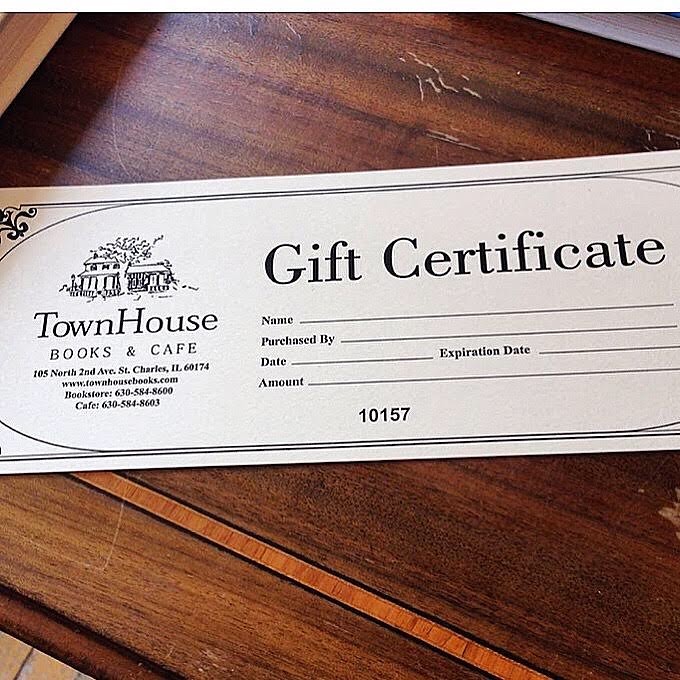 TownHouse
BOOKS & CAFE
105 North 2nd Ave. St. Charles, IL 60174
www.townhousebooks.com
Bookstore: 630-584-8600
Cafe: 630-584-8603
Gift Certificate
Name
Purchased By
Date Expiration Date
Amount
10157